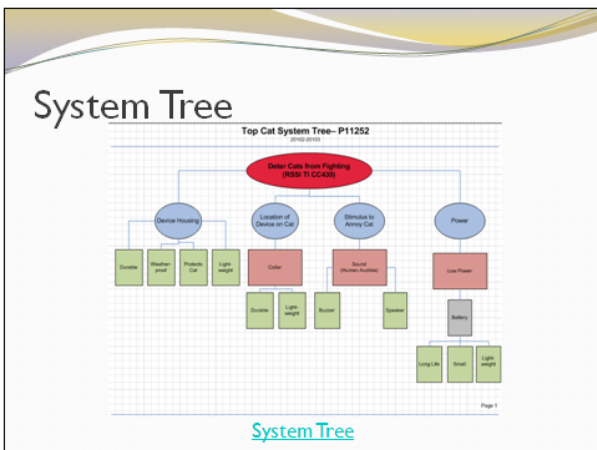 System Tree
Top Cat System Tree– P11252
20102-20103
Deter Cats from Fighting
(RSSI TI CC430)
Device Housing
Location of
Device on Cat
Stimulus to
Annoy Cat
Power
Durable
Weather-
proof
Protects
Cat
Light-
weight
Collar
Sound
(Human Audible)
Low Power
Durable
Light-
weight
Buzzer
Speaker
Battery
Long Life
Small
Light-
weight
Page 1
System Tree